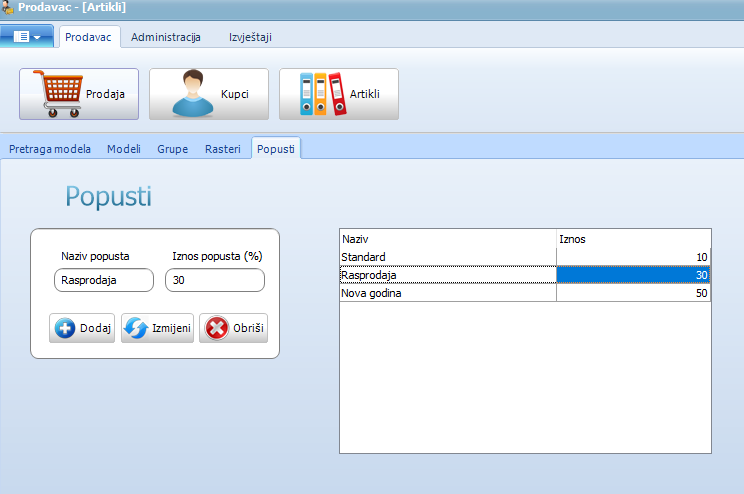 Prodavac - [Artikli]
Prodavac Administracija Izvještaji
Prodaja Kupci Artikli
Pretraga modela Modeli Grupe Rasteri Popusti
Popusti
Naziv popusta Iznos popusta (%)
Rasprodaja 30
Dodaj Izmijeni Obriši
Naziv Iznos
Standard 10
Rasprodaja 30
Nova godina 50